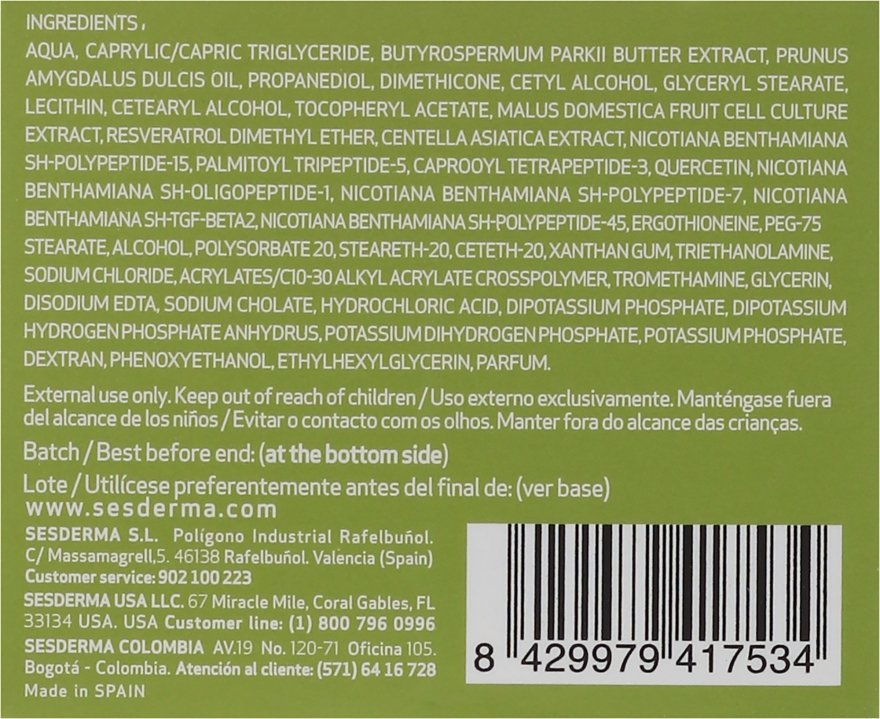 INGREDIENTS,
AQUA, CAPRYLIC/CAPRIC TRIGLYCERIDE, BUTYROSPERMUM PARKII BUTTER EXTRACT, PRUNUS
AMYGDALUS DULCIS OIL, PROPANEDIOL, DIMETHICONE, CETYL ALCOHOL, GLYCERYL STEARATE,
LECITHIN, CETEARYL ALCOHOL, TOCOPHERYL ACETATE, MALUS DOMESTICA FRUIT CELL CULTURE
EXTRACT, RESVERATROL DIMETHYL ETHER, CENTELLA ASIATICA EXTRACT, NICOTIANA BENTHAMIANA
SH-POLYPEPTIDE-15, PALMITOYL TRIPEPTIDE-5, CAPROOYL TETRAPEPTIDE-3, QUERCETIN, NICOTIANA
BENTHAMIANA SH-OLIGOPEPTIDE-1, NICOTIANA BENTHAMIANA SH-POLYPEPTIDE-7, NICOTIANA
BENTHAMIANA SH-TGF-BETA2, NICOTIANA BENTHAMIANA SH-POLYPEPTIDE-45, ERGOTHIONEINE, PEG-75
STEARATE, ALCOHOL, POLYSORBATE 20, STEARETH-20, CETETH-20, XANTHAN GUM, TRIETHANOLAMINE,
SODIUM CHLORIDE, ACRYLATES/C10-30 ALKYL ACRYLATE CROSSPOLYMER, TROMETHAMINE, GLYCERIN,
DISODIUM EDTA, SODIUM CHOLATE, HYDROCHLORIC ACID, DIPOTASSIUM PHOSPHATE, DIPOTASSIUM
HYDROGEN PHOSPHATE ANHYDRUS, POTASSIUM DIHYDROGEN PHOSPHATE, POTASSIUM PHOSPHATE,
DEXTRAN, PHENOXYETHANOL, ETHYLHEXYLGLYCERIN, PARFUM.
External use only. Keep out of reach of children / Uso externo exclusivamente. Manténgase fuera
del alcance de los niños / Evitar o contacto com os olhos. Manter fora do alcance das crianças.
Batch / Best before end: (at the bottom side)
Lote / Utilícese preferentemente antes del final de: (ver base)
www.sesderma.com
SESDERMA S.L. Polígono Industrial Rafelbuñol.
C/ Massamagrell,5. 46138 Rafelbuñol. Valencia (Spain)
Customer service: 902 100 223
SESDERMA USA LLC. 67 Miracle Mile, Coral Gables, FL
33134 USA. USA Customer line: (1) 800 796 0996
SESDERMA COLOMBIA AV.19 No. 120-71 Oficina 105.
Bogotá - Colombia. Atención al cliente: (571) 64 16 728
Made in SPAIN
8 429979 417534